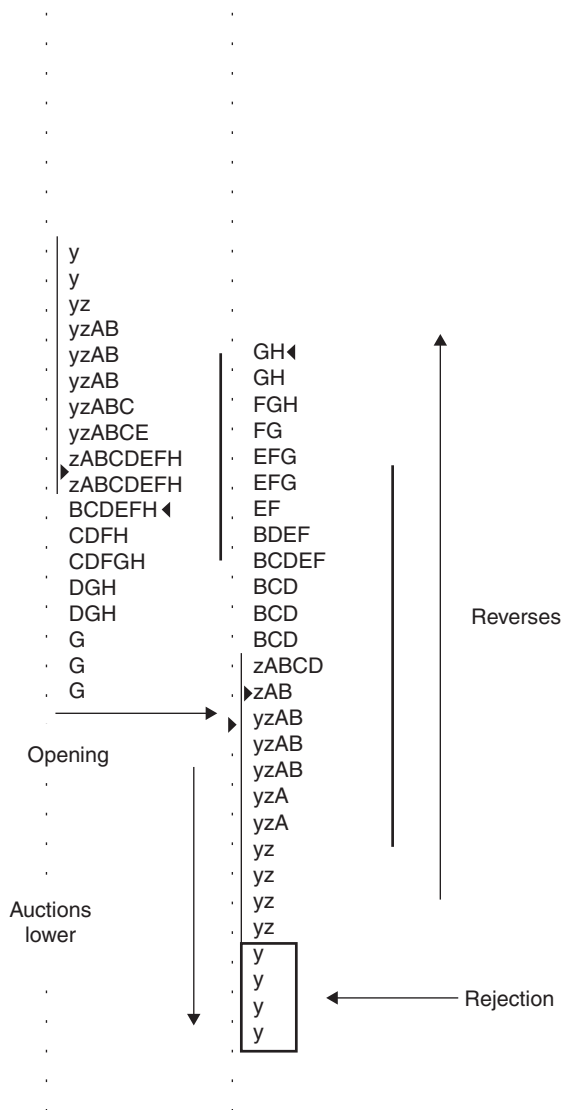 y
y
yz
yzAB
yzAB
yzAB
yzABC
yzABCE
zABCDEFH
zABCDEFH
BCDEFH
CDFH
CDFGH
DGH
DGH
G
G
G
Opening
Auctions
lower
GH
GH
FGH
FG
EFG
EFG
EF
BDEF
BCDEF
BCD
BCD
BCD
zABCD
zAB
yzAB
yzAB
yzAB
yzA
yzA
yz
yz
yz
yz
y
y
y
y
Reverses
Rejection